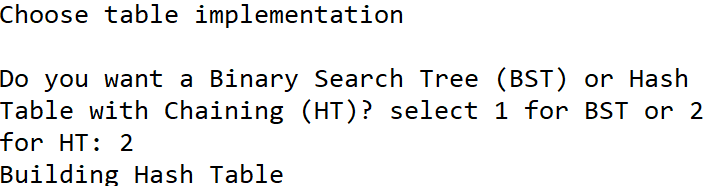 Choose table implementation
Do you want a Binary Search Tree (BST) or Hash
Table with Chaining (HT)? select 1 for BST or 2
for HT: 2
Building Hash Table